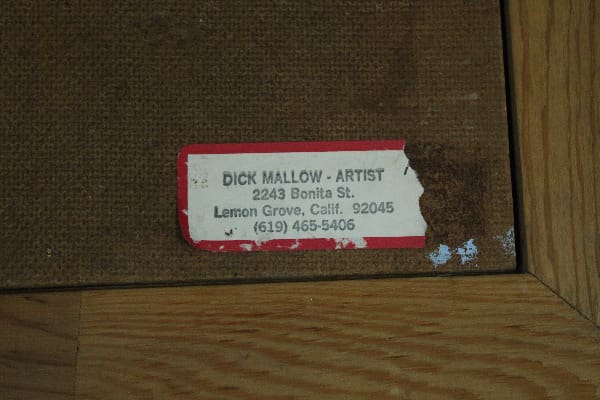 DICK MALLOW - ARTIST
2243 Bonita St.
Lemon Grove, Calif. 92045
(619) 465-5406